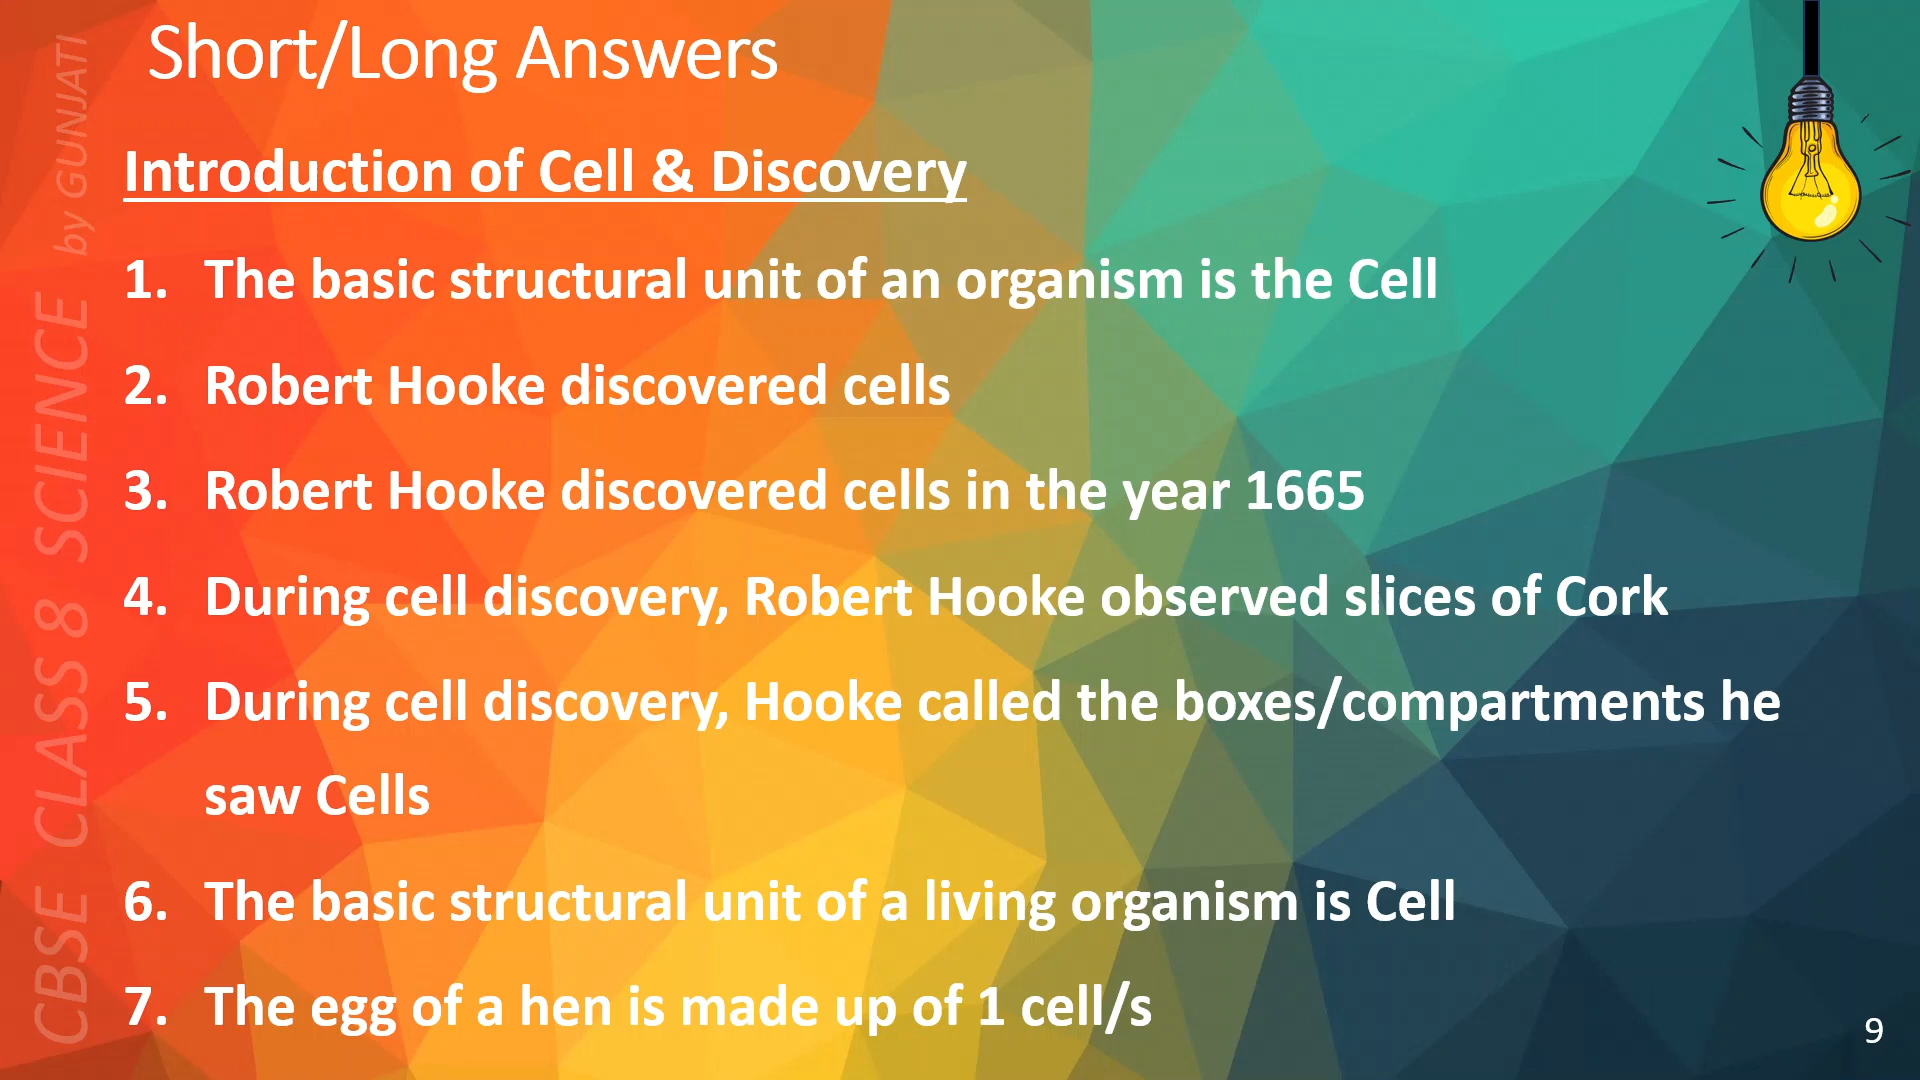 Short/Long Answers
Introduction of Cell & Discovery
1. The basic structural unit of an organism is the Cell
2. Robert Hooke discovered cells
3. Robert Hooke discovered cells in the year 1665
4. During cell discovery, Robert Hooke observed slices of Cork
5. During cell discovery, Hooke called the boxes/compartments he
saw Cells
6. The basic structural unit of a living organism is Cell
7. The egg of a hen is made up of 1 cell/s
CBSE CLASS 8 SCIENCE by GUNJATI
9